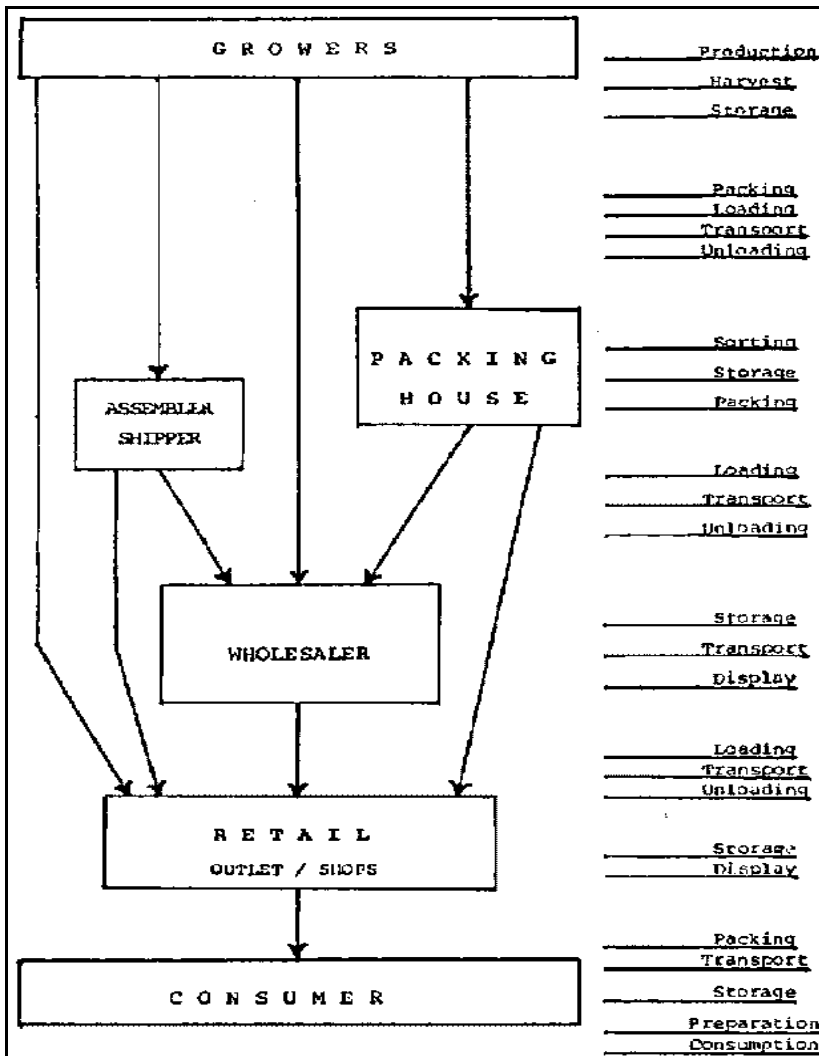 GROWERS
Production
Harvest
Storage
Packing
Loading
Transport
Unloading
PACKING
HOUSE
Sorting
Storage
Packing
ASSEMBLER
SHIPPER
Loading
Transport
Unloading
WHOLESALER
Storage
Transport
Display
Loading
Transport
Unloading
RETAIL
OUTLET / SHOPS
Storage
Display
Packing
Transport
CONSUMER
Storage
Preparation
Consumption